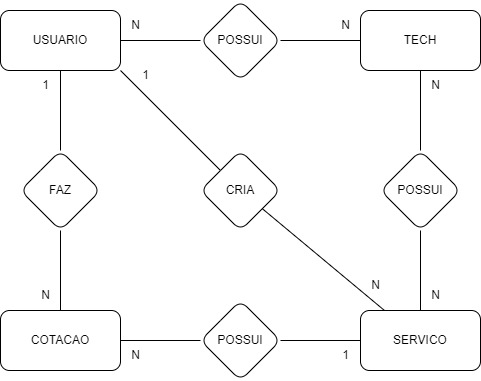 N N
USUARIO POSSUI TECH
1 1 N
FAZ CRIA POSSUI
N N N
COTACAO POSSUI SERVICO
N 1